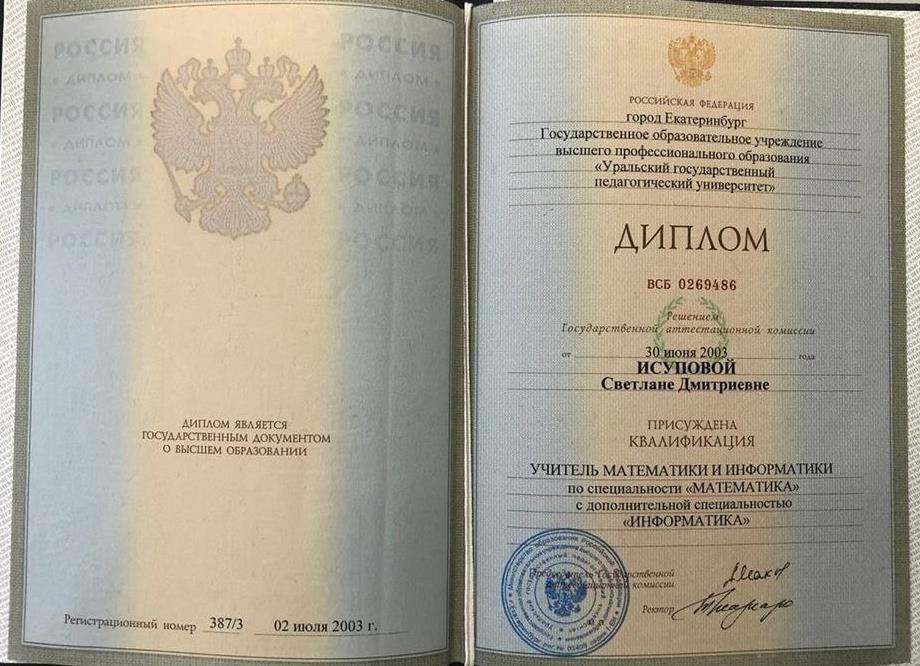 РОССИЯ РОССИЯ
ДИПЛОМ ДИПЛОМ
РОССИЯ РОССИЯ
ДИПЛОМ ДИПЛОМ
РОССИЯ РОССИЯ
ДИПЛОМ ДИПЛОМ
РОССИЯ РОССИЯ
ДИПЛОМ ЯВЛЯЕТСЯ
ГОСУДАРСТВЕННЫМ ДОКУМЕНТОМ
О ВЫСШЕМ ОБРАЗОВАНИИ
Регистрационный номер 387/3 02 июля 2003 г.
РОССИЙСКАЯ ФЕДЕРАЦИЯ
город Екатеринбург
Государственное образовательное учреждение
высшего профессионального образования
«Уральский государственный
педагогический университет»
ДИПЛОМ
ВСБ 0269486
Решением
Государственной аттестационной комиссии
от 30 июня 2003 года
ИСУПОВОЙ
Светлане Дмитриевне
ПРИСУЖДЕНА
КВАЛИФИКАЦИЯ
УЧИТЕЛЬ МАТЕМАТИКИ И ИНФОРМАТИКИ
по специальности «МАТЕМАТИКА»
с дополнительной специальностью
«ИНФОРМАТИКА»
Председатель Государственной
аттестационной комиссии
Ректор